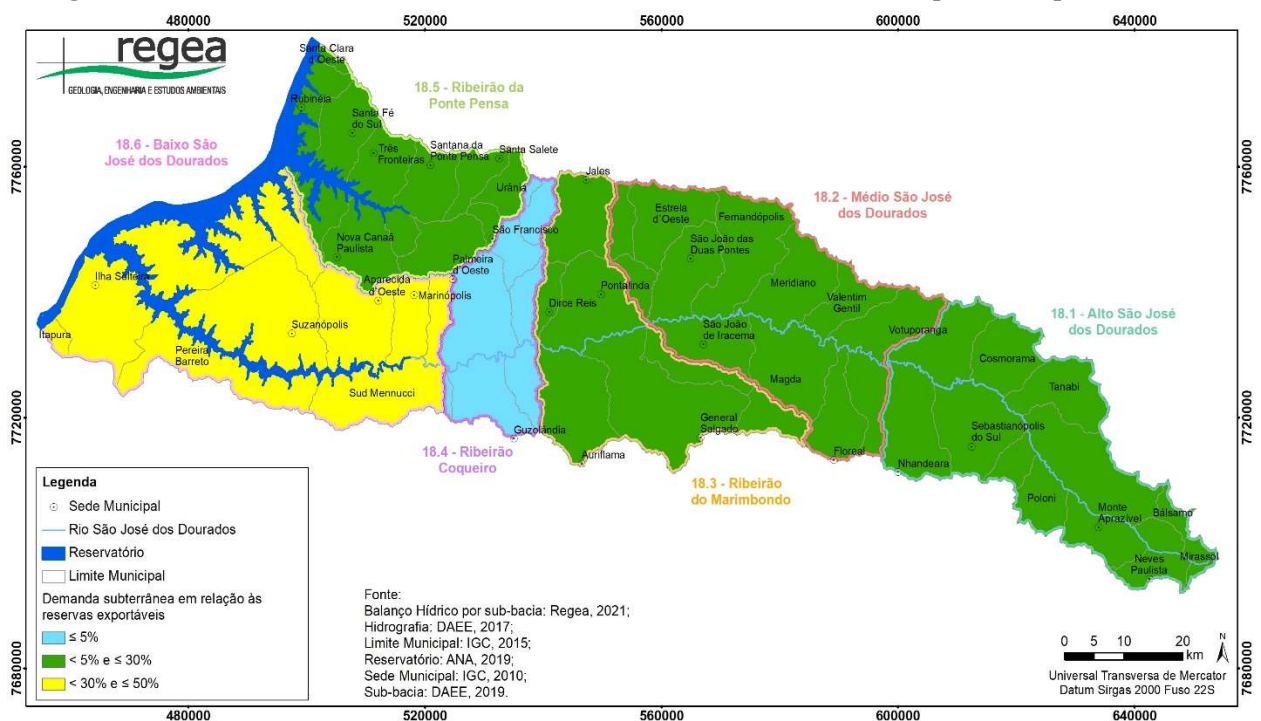 480000
520000
560000
600000
640000
regea
GEOLOGIA, ENGENHARIA E ESTUDOS AMBIENTAIS
18.5 - Ribeirão da
Ponte Pensa
18.6 - Baixo São
José dos Dourados
18.2 - Médio São José
dos Dourados
18.1 - Alto São José
dos Dourados
18.4 - Ribeirão
Coqueiro
18.3 - Ribeirão
do Marimbondo
Santa Clara
d´Oeste
Rubinéia
Santa Fé
do Sul
Três
Fronteiras
Santana da
Ponte Pensa
Santa Salete
Urânia
Nova Canaã
Paulista
São Francisco
Palmeira
d´Oeste
Aparecida
d´Oeste
Marinópolis
Ilha Solteira
Itapura
Suzanápolis
Pereira
Barreto
Sud Mennucci
Guzolândia
Jales
Dirce Reis
Pontalinda
Auriflama
General
Salgado
Estrela
d´Oeste
Fernandópolis
São João das
Duas Pontes
Meridiano
Valentim
Gentil
São João
de Iracema
Magda
Floreal
Votuporanga
Cosmorama
Tanabi
Sebastianópolis
do Sul
Nhandeara
Poloni
Monte
Aprazível
Bálsamo
Neves
Paulista
Mirassol
7760000
7720000
7680000
7760000
7720000
7680000
Legenda
Sede Municipal
Rio São José dos Dourados
Reservatório
Limite Municipal
Demanda subterrânea em relação às
reservas exportáveis
≤ 5%
< 5% e ≤ 30%
< 30% e ≤ 50%
Fonte:
Balanço Hídrico por sub-bacia: Regea, 2021;
Hidrografia: DAEE, 2017;
Limite Municipal: IGC, 2015;
Reservatório: ANA, 2019;
Sede Municipal: IGC, 2010;
Sub-bacia: DAEE, 2019.
0 5 10 20
km
N
Universal Transversa de Mercator
Datum Sirgas 2000 Fuso 22S
480000
520000
560000
600000
640000